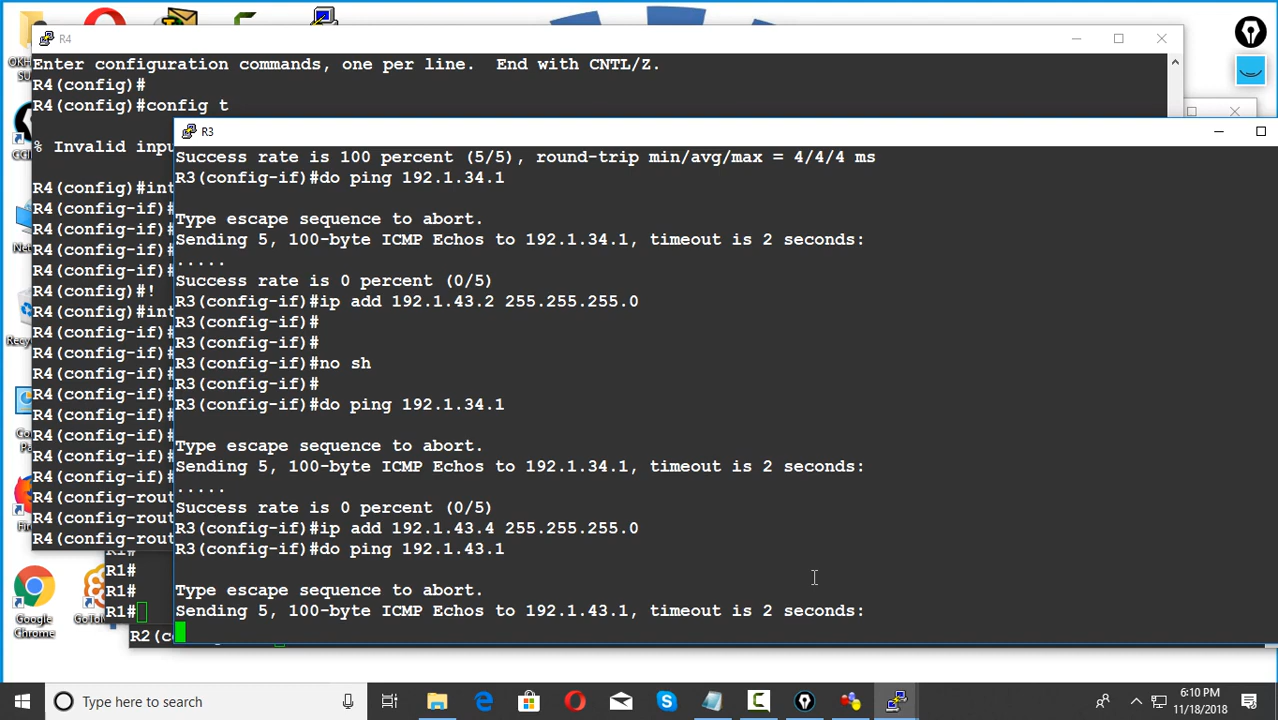 R4
Enter configuration commands, one per line.  End with CNTL/Z.
R4(config)#
R4(config)#config t
% Invalid inpu
R4(config)#int
R4(config-if)#
R4(config-if)#
R4(config-if)#
R4(config-if)#
R4(config)#!
R4(config)#int
R4(config-if)#
R4(config-if)#
R4(config-if)#
R4(config-if)#
R4(config-if)#
R4(config-if)#
R4(config-if)#
R4(config-if)#
R4(config-rout
R4(config-rout
R4(config-rout
R3
Success rate is 100 percent (5/5), round-trip min/avg/max = 4/4/4 ms
R3(config-if)#do ping 192.1.34.1
Type escape sequence to abort.
Sending 5, 100-byte ICMP Echos to 192.1.34.1, timeout is 2 seconds:
.....
Success rate is 0 percent (0/5)
R3(config-if)#ip add 192.1.43.2 255.255.255.0
R3(config-if)#
R3(config-if)#
R3(config-if)#no sh
R3(config-if)#
R3(config-if)#do ping 192.1.34.1
Type escape sequence to abort.
Sending 5, 100-byte ICMP Echos to 192.1.34.1, timeout is 2 seconds:
.....
Success rate is 0 percent (0/5)
R3(config-if)#ip add 192.1.43.4 255.255.255.0
R3(config-if)#do ping 192.1.43.1
Type escape sequence to abort.
Sending 5, 100-byte ICMP Echos to 192.1.43.1, timeout is 2 seconds:
R1#
R1#
R1#
R1#
R2(co
Google
Chrome
GoTo
Type here to search
6:10 PM
11/18/2018